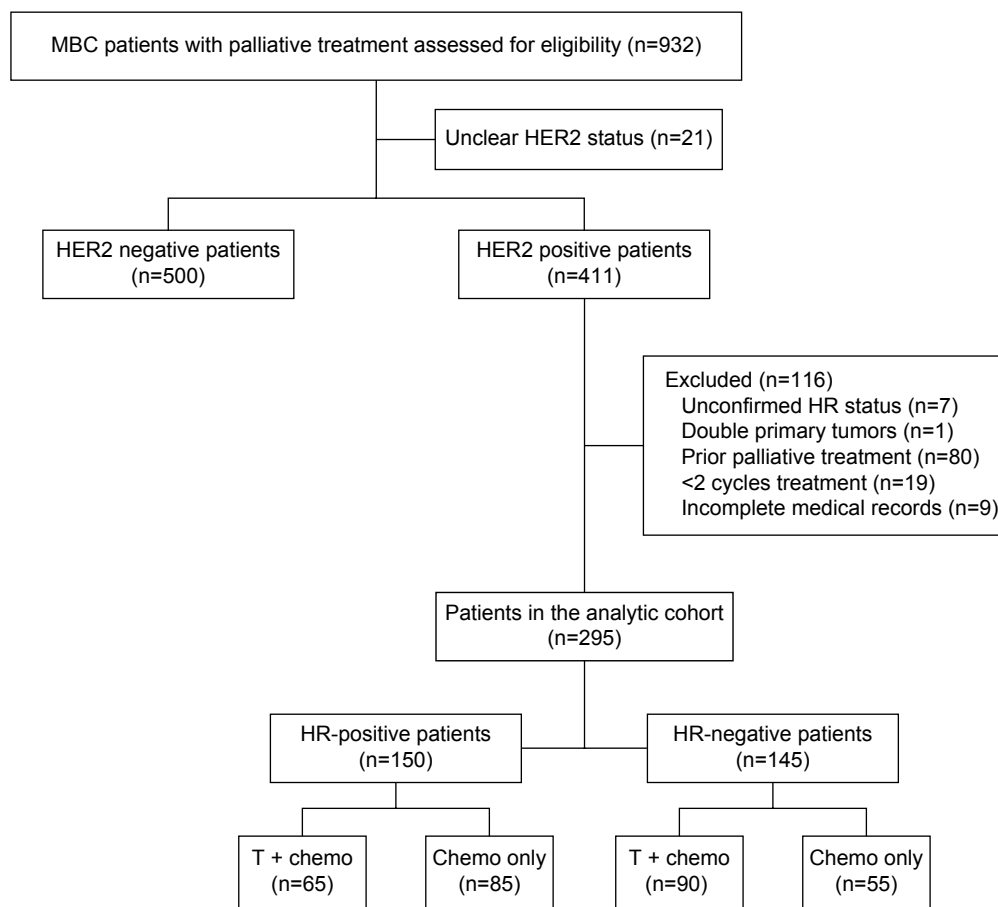 MBC patients with palliative treatment assessed for eligibility (n=932)
Unclear HER2 status (n=21)
HER2 negative patients
(n=500)
HER2 positive patients
(n=411)
Excluded (n=116)
Unconfirmed HR status (n=7)
Double primary tumors (n=1)
Prior palliative treatment (n=80)
<2 cycles treatment (n=19)
Incomplete medical records (n=9)
Patients in the analytic cohort
(n=295)
HR-positive patients
(n=150)
HR-negative patients
(n=145)
T + chemo
(n=65)
Chemo only
(n=85)
T + chemo
(n=90)
Chemo only
(n=55)